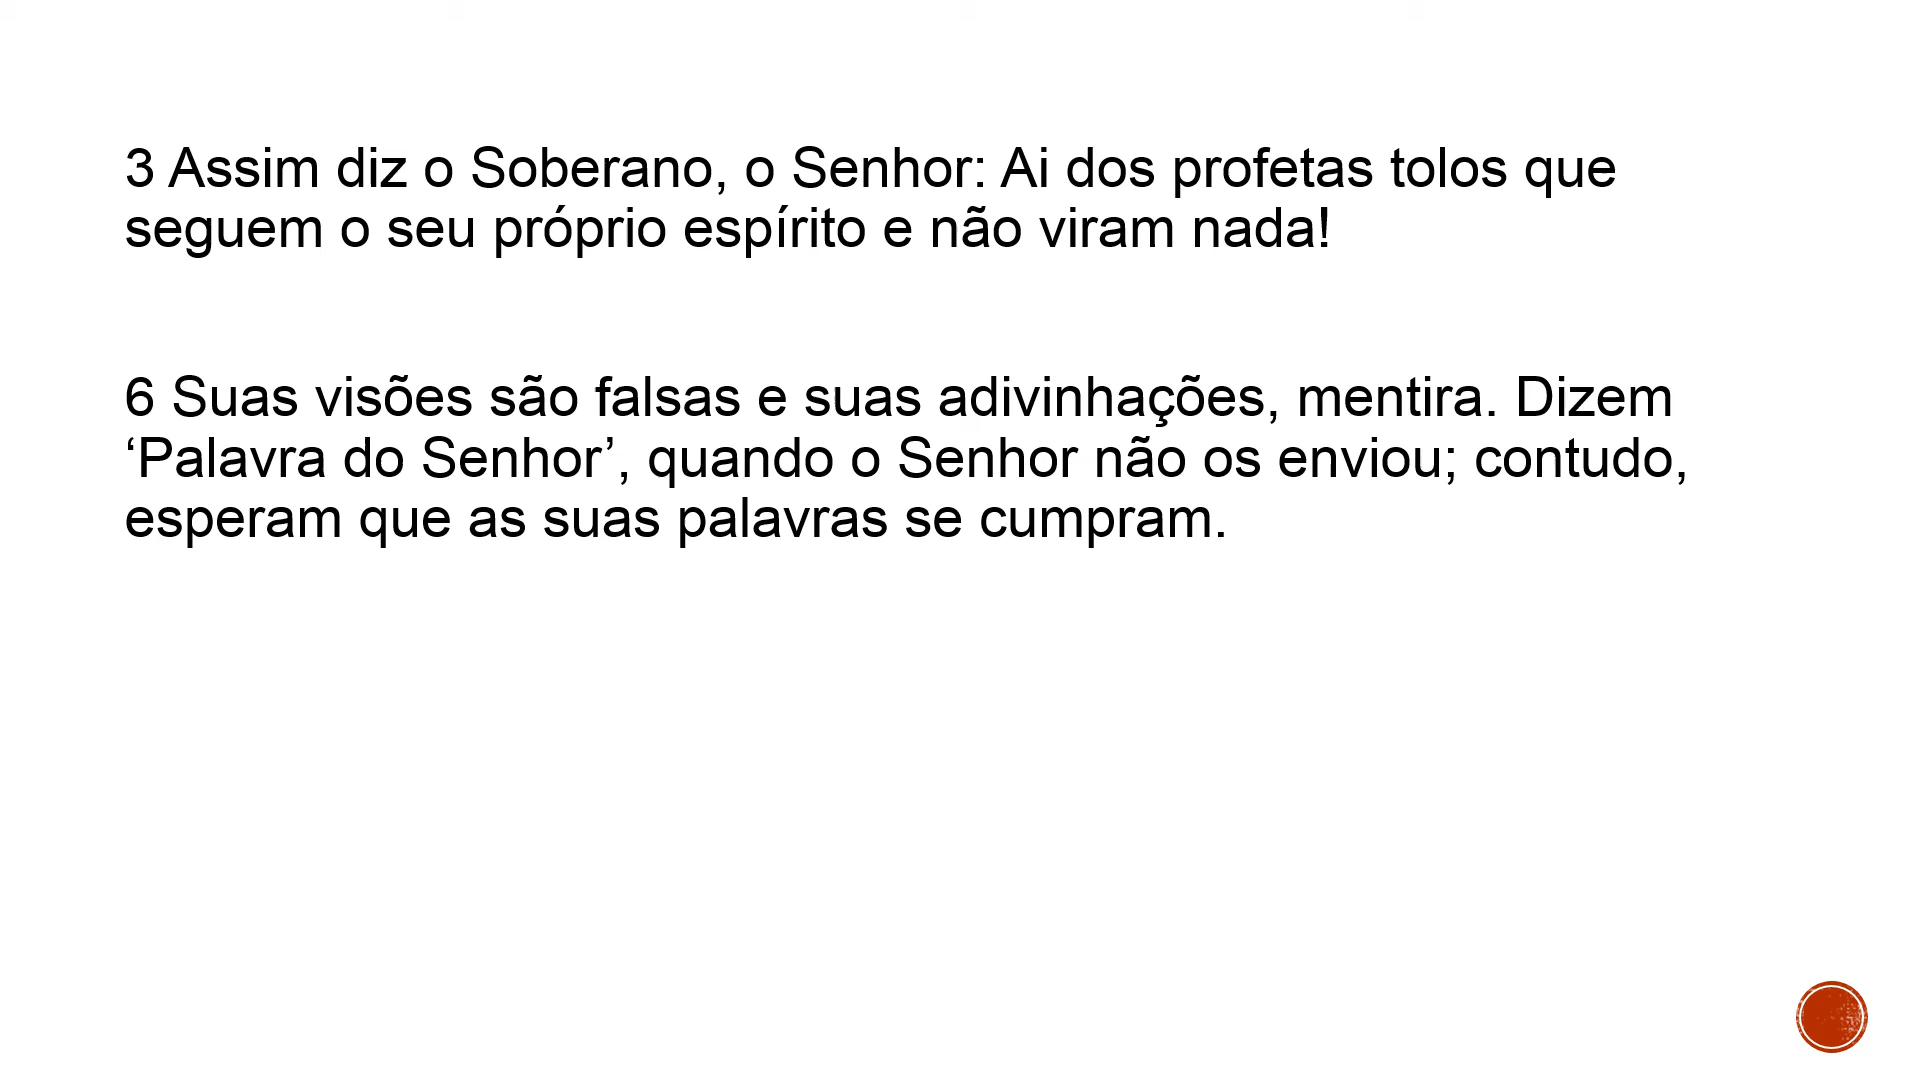 3 Assim diz o Soberano, o Senhor: Ai dos profetas tolos que
seguem o seu próprio espírito e não viram nada!
6 Suas visões são falsas e suas adivinhações, mentira. Dizem
‘Palavra do Senhor’, quando o Senhor não os enviou; contudo,
esperam que as suas palavras se cumpram.